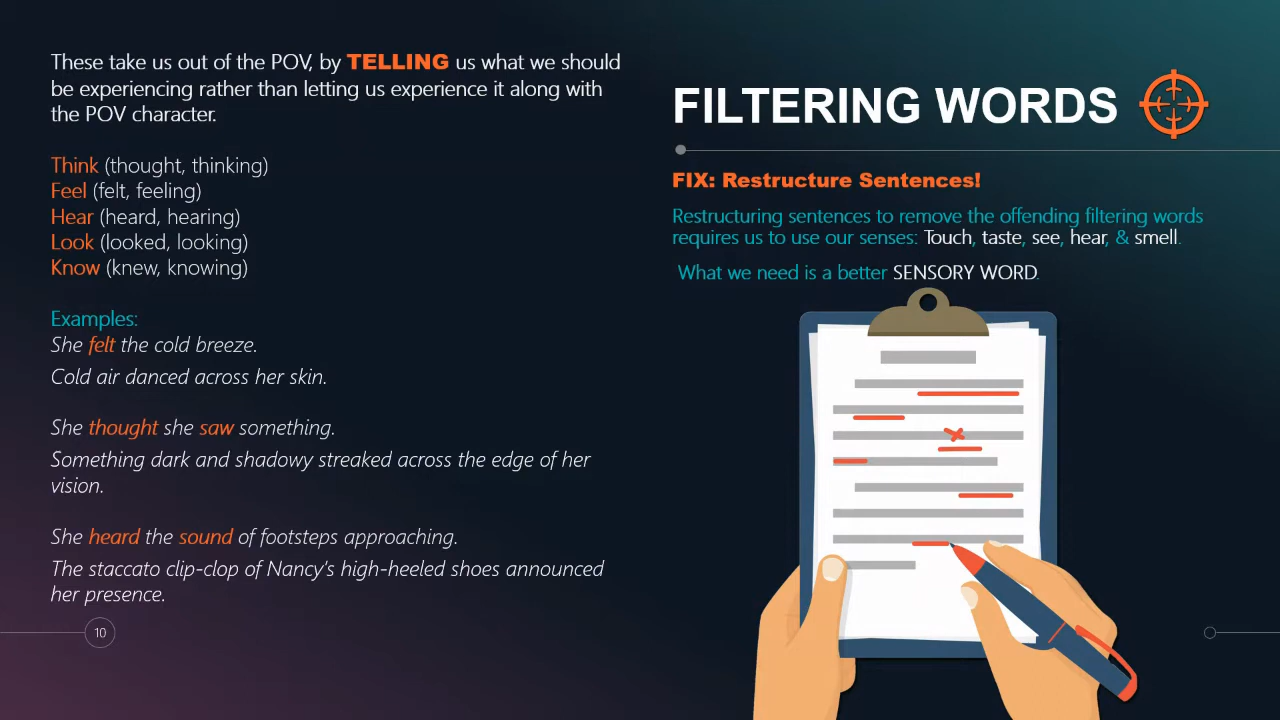 These take us out of the POV, by TELLING us what we should
be experiencing rather than letting us experience it along with
the POV character.
Think (thought, thinking)
Feel (felt, feeling)
Hear (heard, hearing)
Look (looked, looking)
Know (knew, knowing)
Examples:
She felt the cold breeze.
Cold air danced across her skin.
She thought she saw something.
Something dark and shadowy streaked across the edge of her
vision.
She heard the sound of footsteps approaching.
The staccato clip-clop of Nancy's high-heeled shoes announced
her presence.
10
FILTERING WORDS
FIX: Restructure Sentences!
Restructuring sentences to remove the offending filtering words
requires us to use our senses: Touch, taste, see, hear, & smell.
What we need is a better SENSORY WORD.